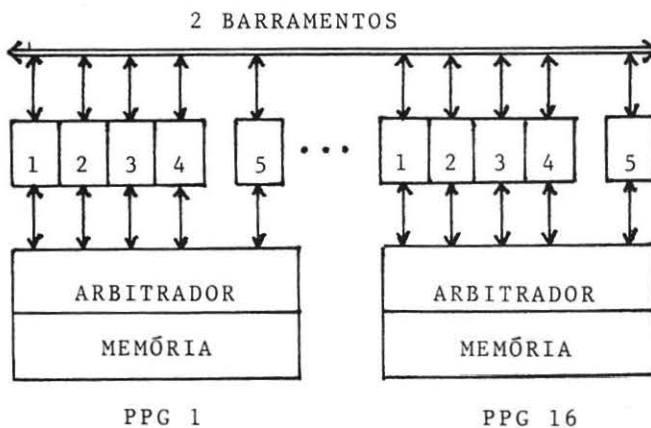 2 BARRAMENTOS
1 2 3 4 5 ... 1 2 3 4 5
ARBITRADOR ARBITRADOR
MEMÓRIA MEMÓRIA
PPG 1 PPG 16